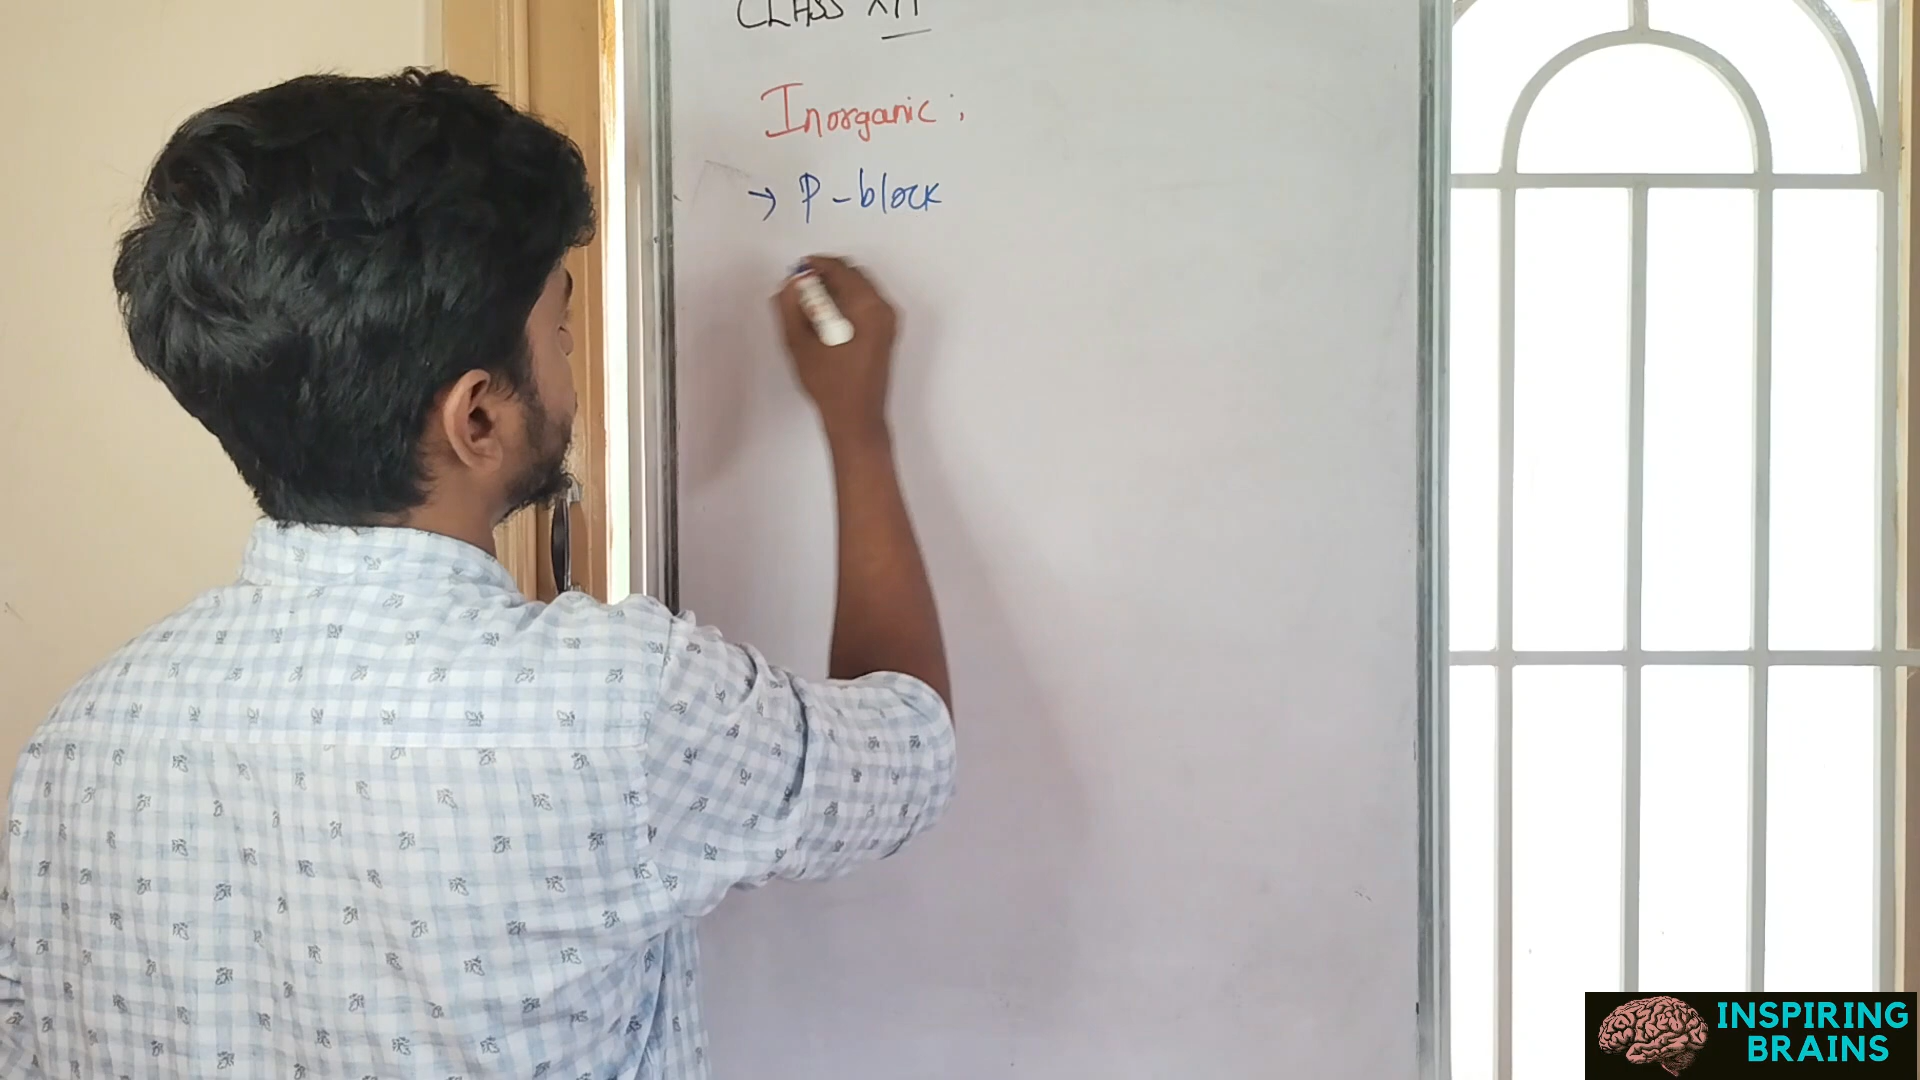 CLASS XII
Inorganic :
→ P-block
INSPIRING
BRAINS